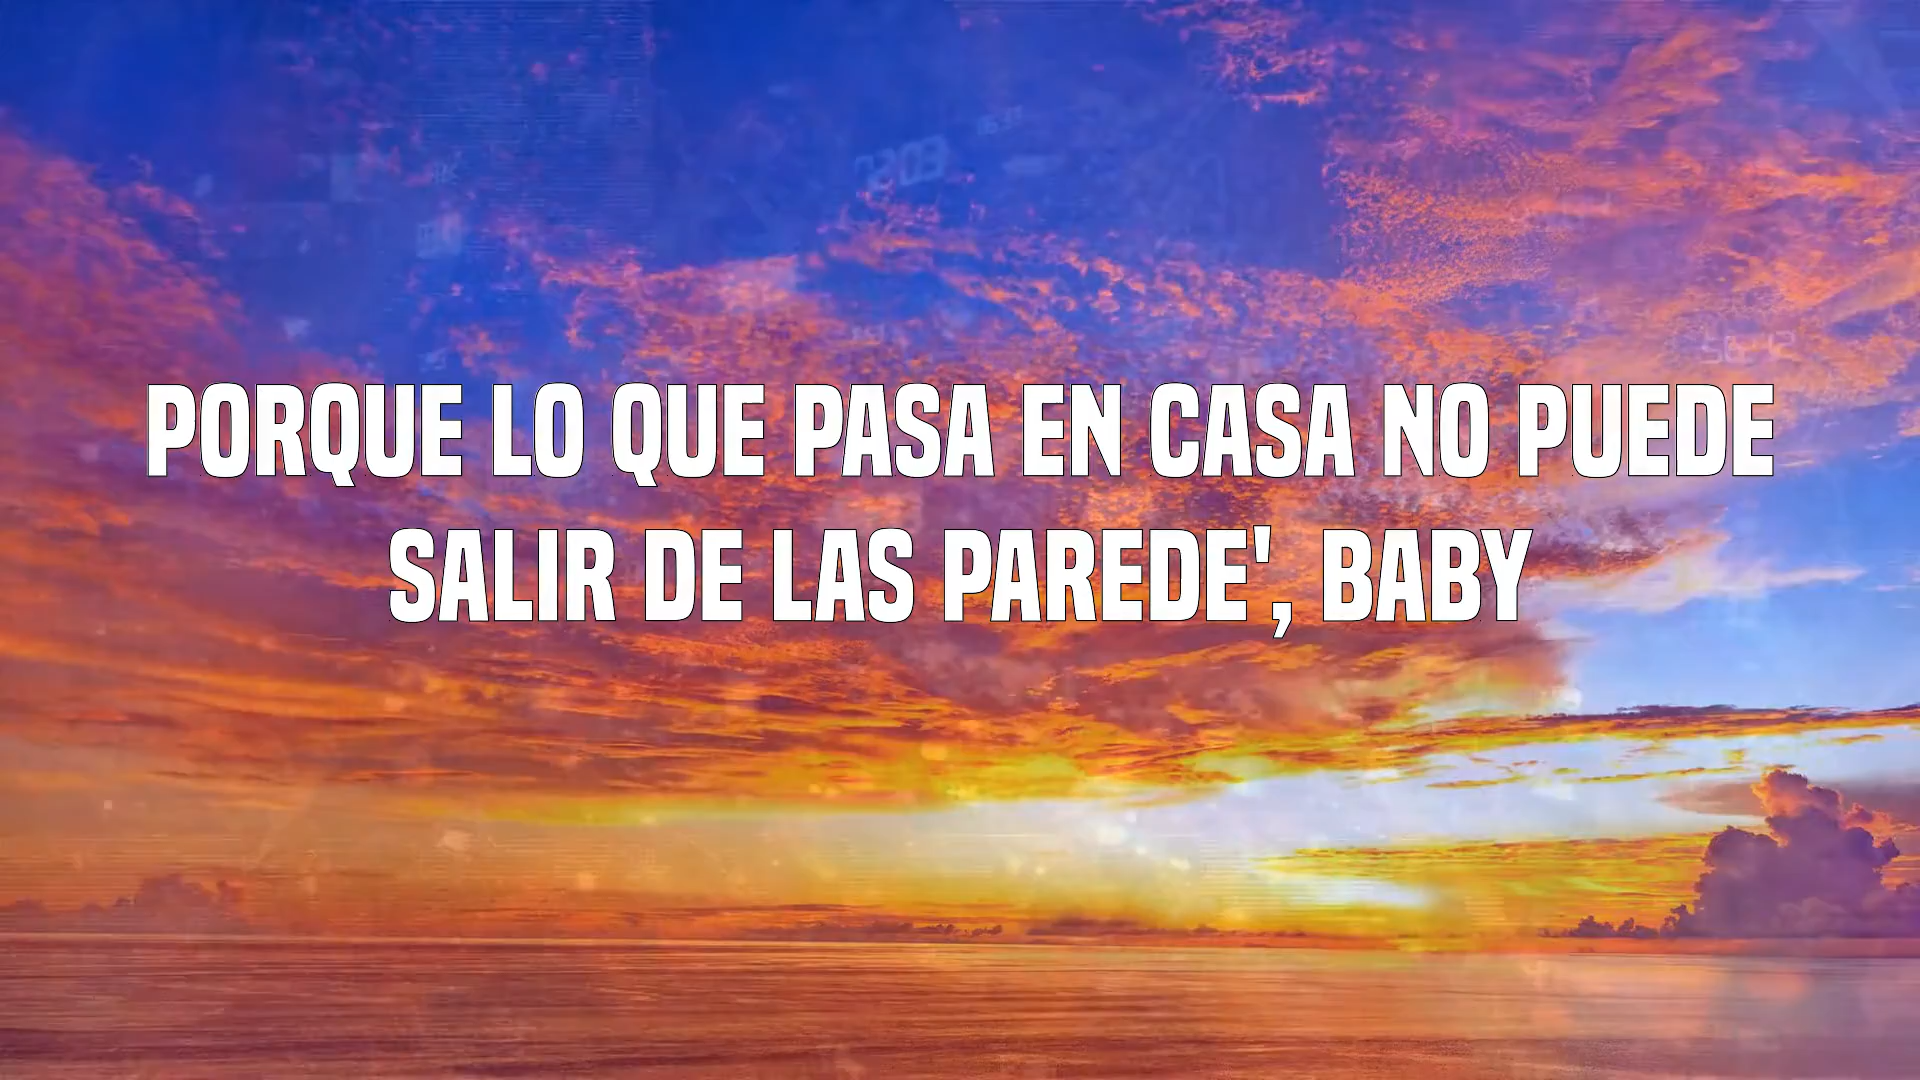 PORQUE LO QUE PASA EN CASA NO PUEDE
SALIR DE LAS PAREDE', BABY